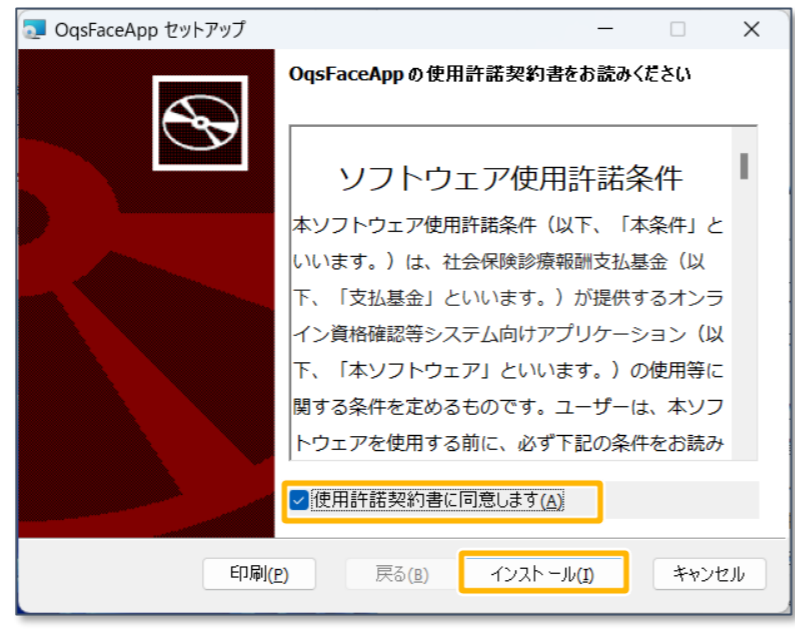 OqsFaceApp セットアップ
OqsFaceApp の使用許諾契約書をお読みください
ソフトウェア使用許諾条件
本ソフトウェア使用許諾条件（以下、「本条件」と
いいます。）は、社会保険診療報酬支払基金（以
下、「支払基金」といいます。）が提供するオンラ
イン資格確認等システム向けアプリケーション（以
下、「本ソフトウェア」といいます。）の使用等に
関する条件を定めるものです。ユーザーは、本ソフ
トウェアを使用する前に、必ず下記の条件をお読み
使用許諾契約書に同意します(A)
印刷(P) 戻る(B) インストール(I) キャンセル